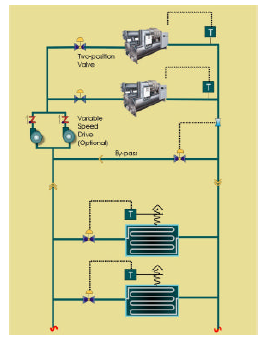 T
Two-position
Valve
T
Variable
Speed
Drive
(Optional)
By-pass
T
T